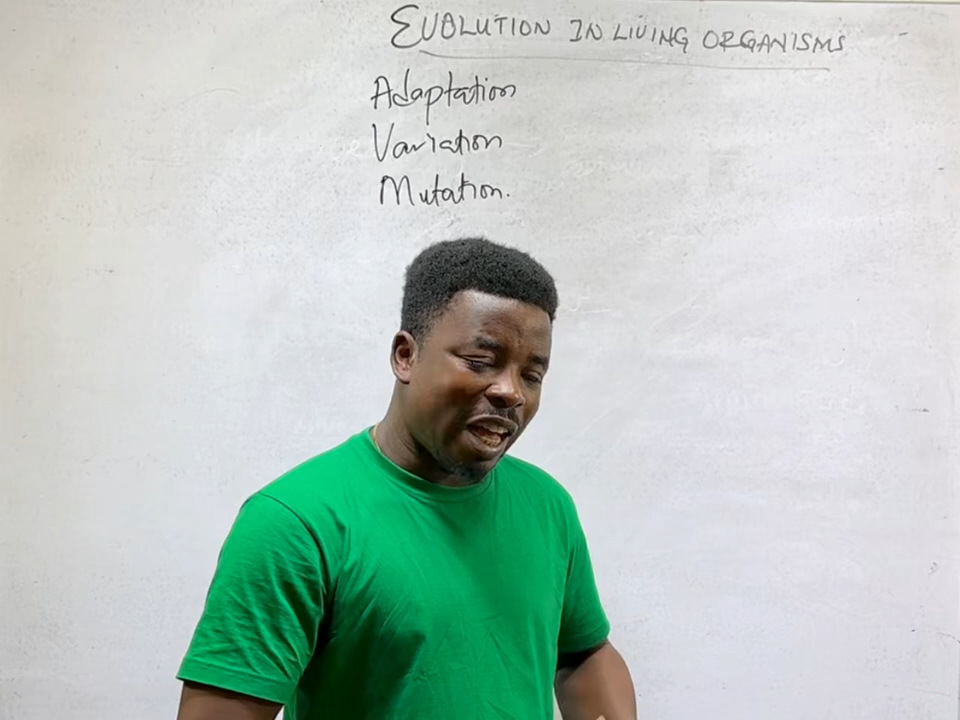 EVOLUTION IN LIVING ORGANISMS
Adaptation
Variation
Mutation.